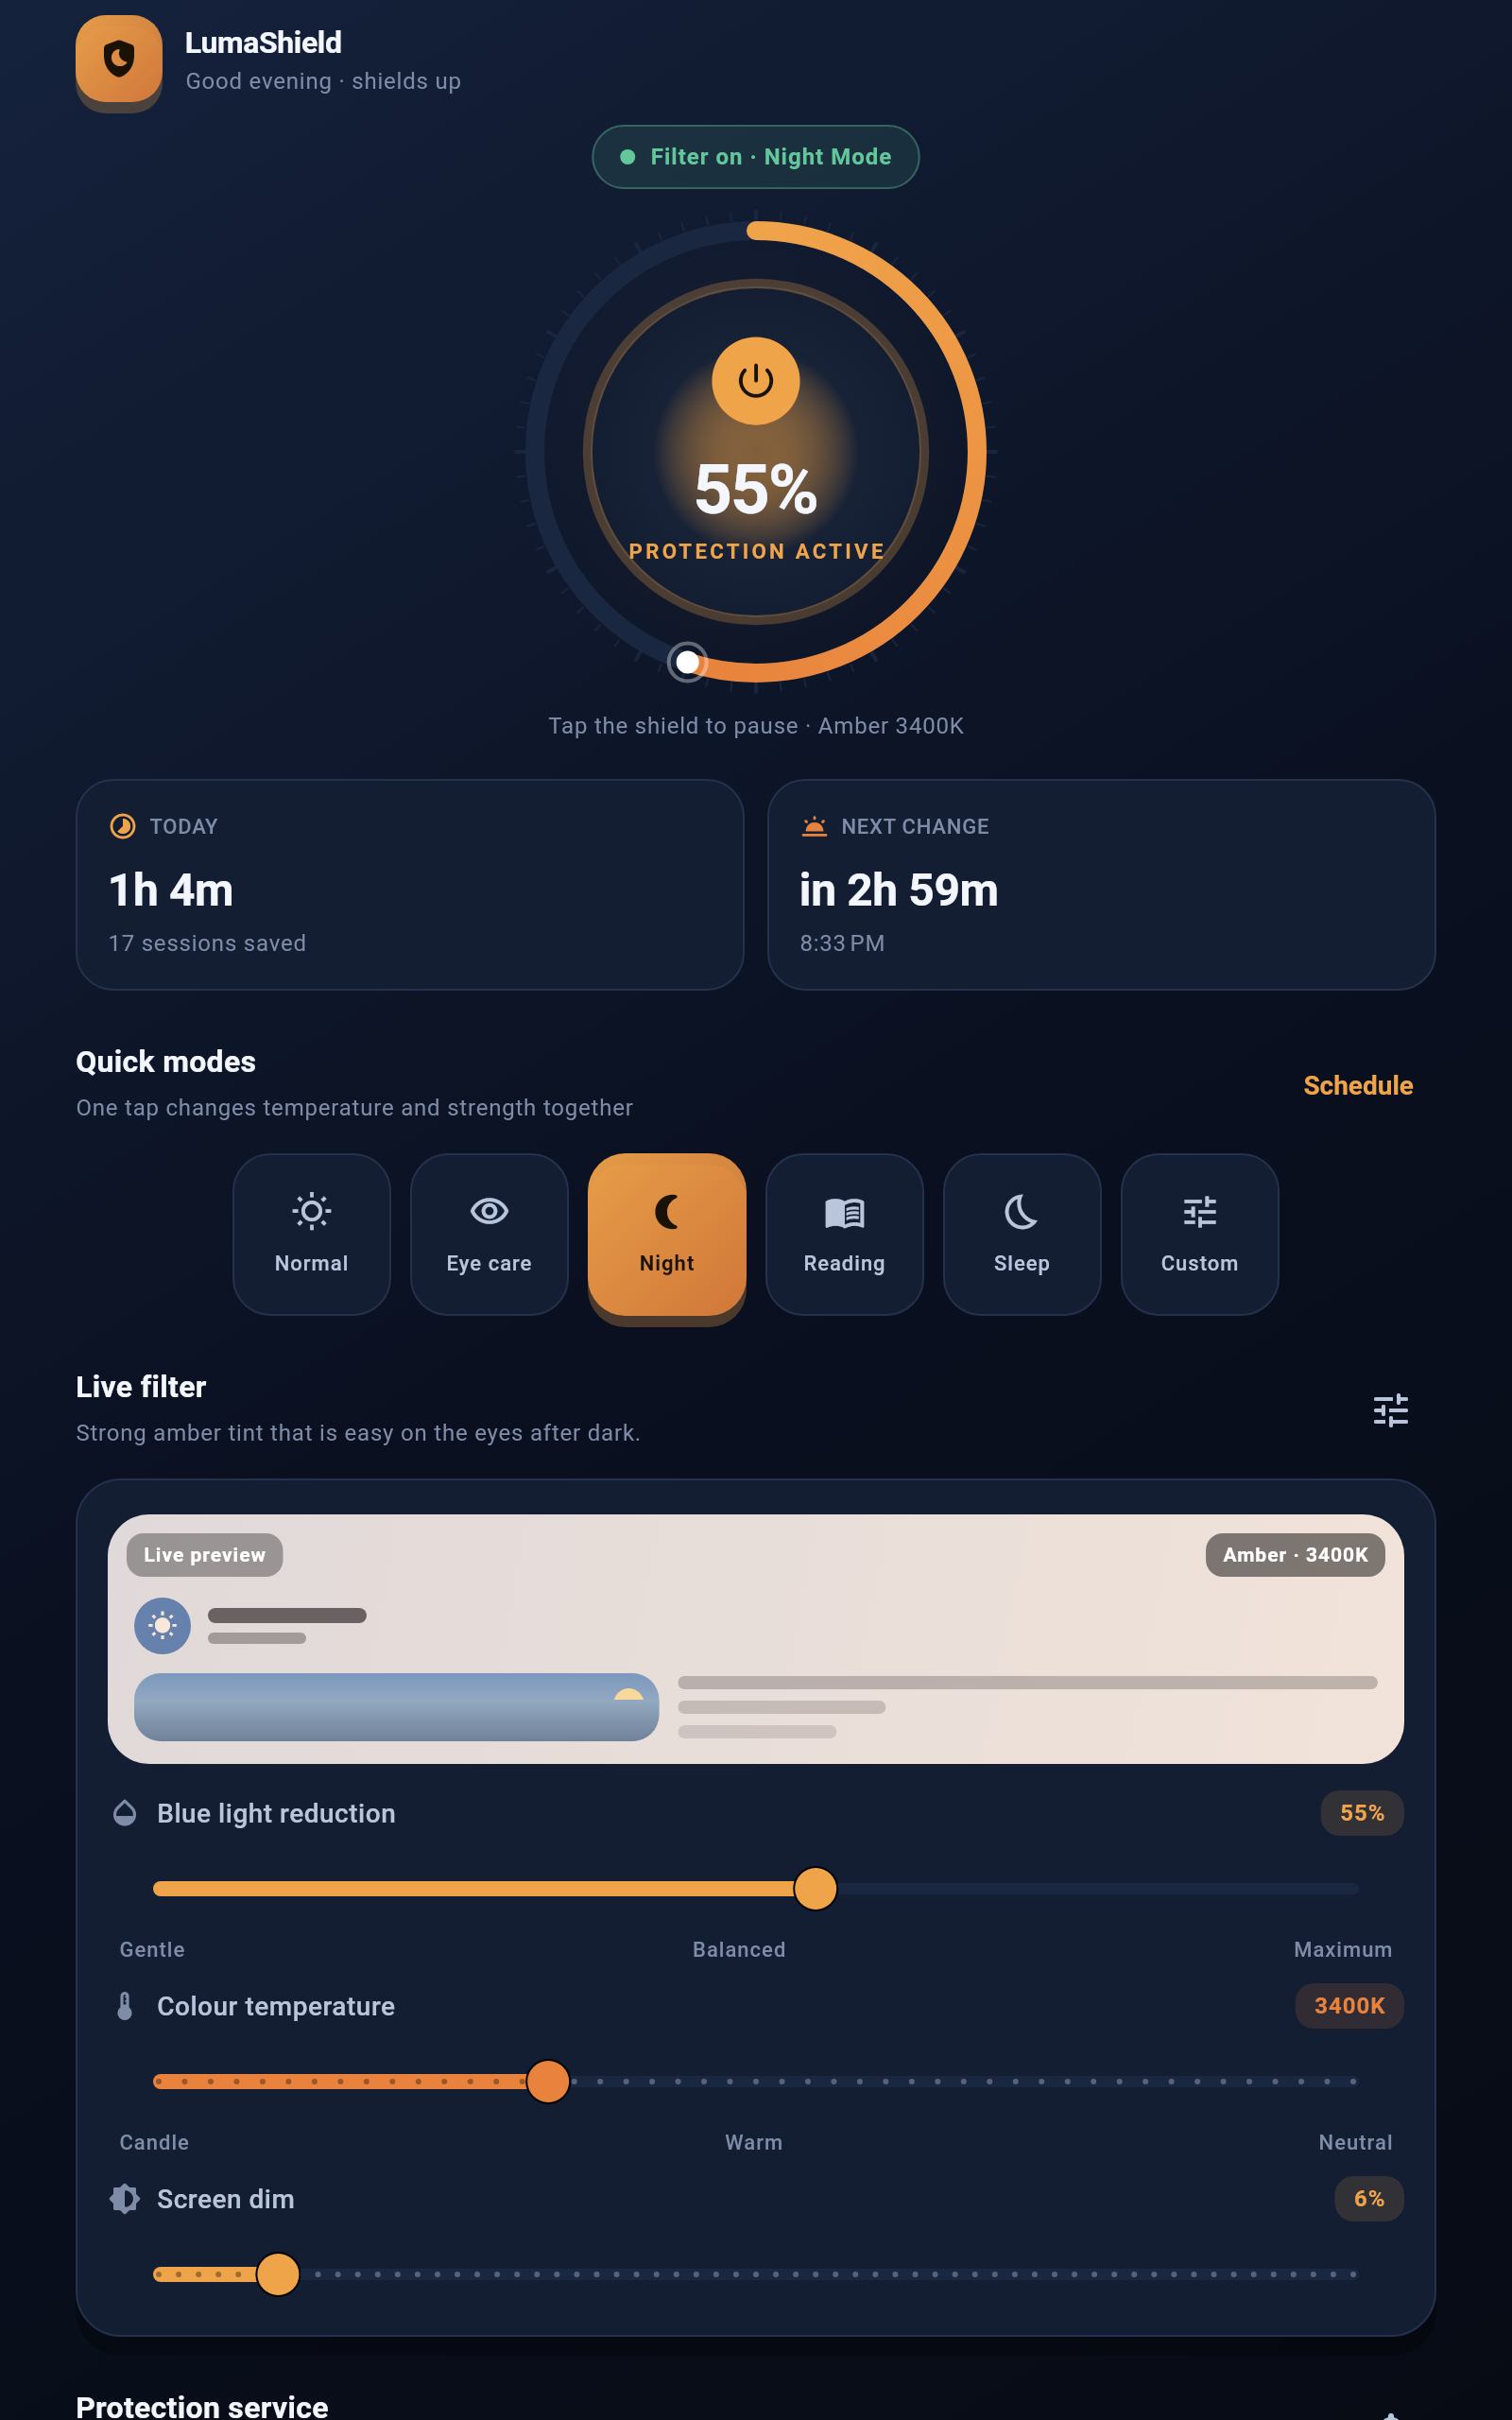 LumaShield
Good evening · shields up
Filter on · Night Mode
55%
PROTECTION ACTIVE
Tap the shield to pause · Amber 3400K
TODAY
1h 4m
17 sessions saved
NEXT CHANGE
in 2h 59m
8:33 PM
Quick modes
One tap changes temperature and strength together
Schedule
Normal
Eye care
Night
Reading
Sleep
Custom
Live filter
Strong amber tint that is easy on the eyes after dark.
Live preview
Amber · 3400K
Blue light reduction
55%
Gentle
Balanced
Maximum
Colour temperature
3400K
Candle
Warm
Neutral
Screen dim
6%
Protection service